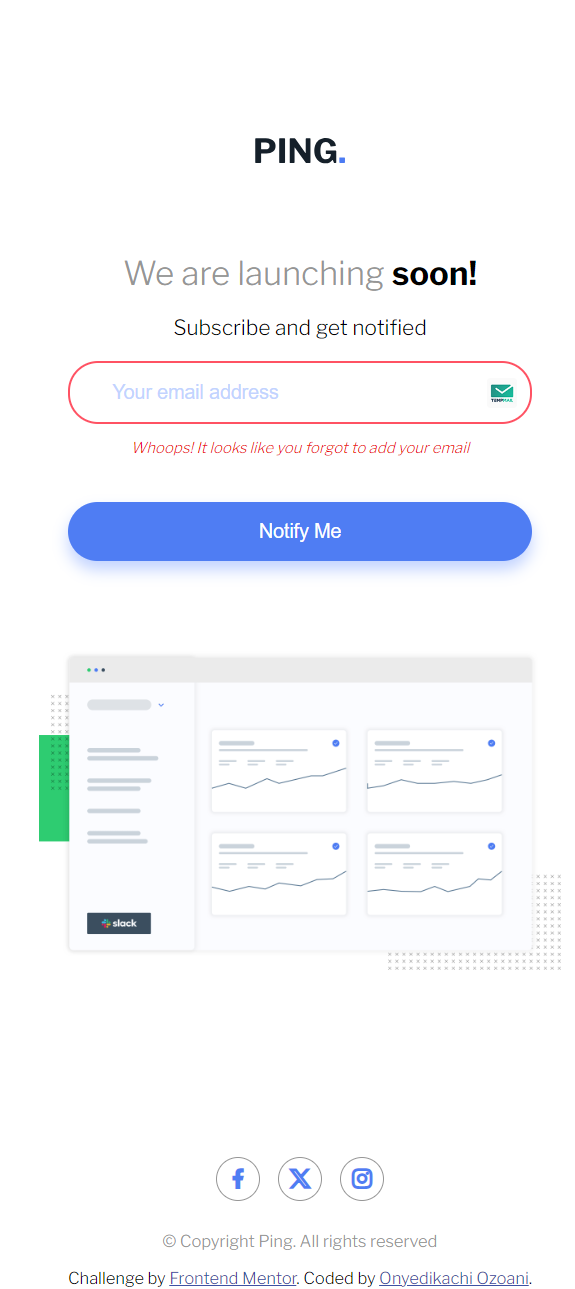 PING.
We are launching soon!
Subscribe and get notified
Your email address
TEMPMAIL
Whoops! It looks like you forgot to add your email
Notify Me
slack
© Copyright Ping. All rights reserved
Challenge by Frontend Mentor. Coded by Onyedikachi Ozoani.